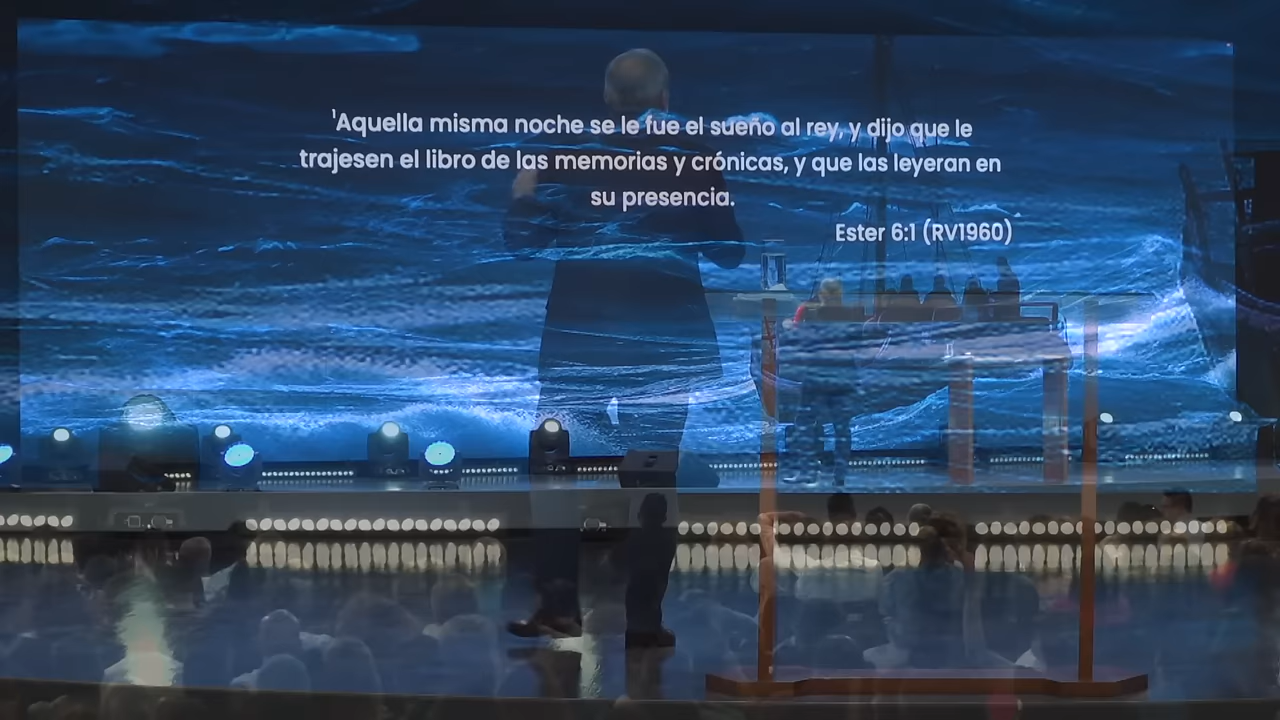 ¹Aquella misma noche se le fue el sueño al rey, y dijo que le
trajesen el libro de las memorias y crónicas, y que las leyeran en
su presencia.
Ester 6:1 (RV1960)